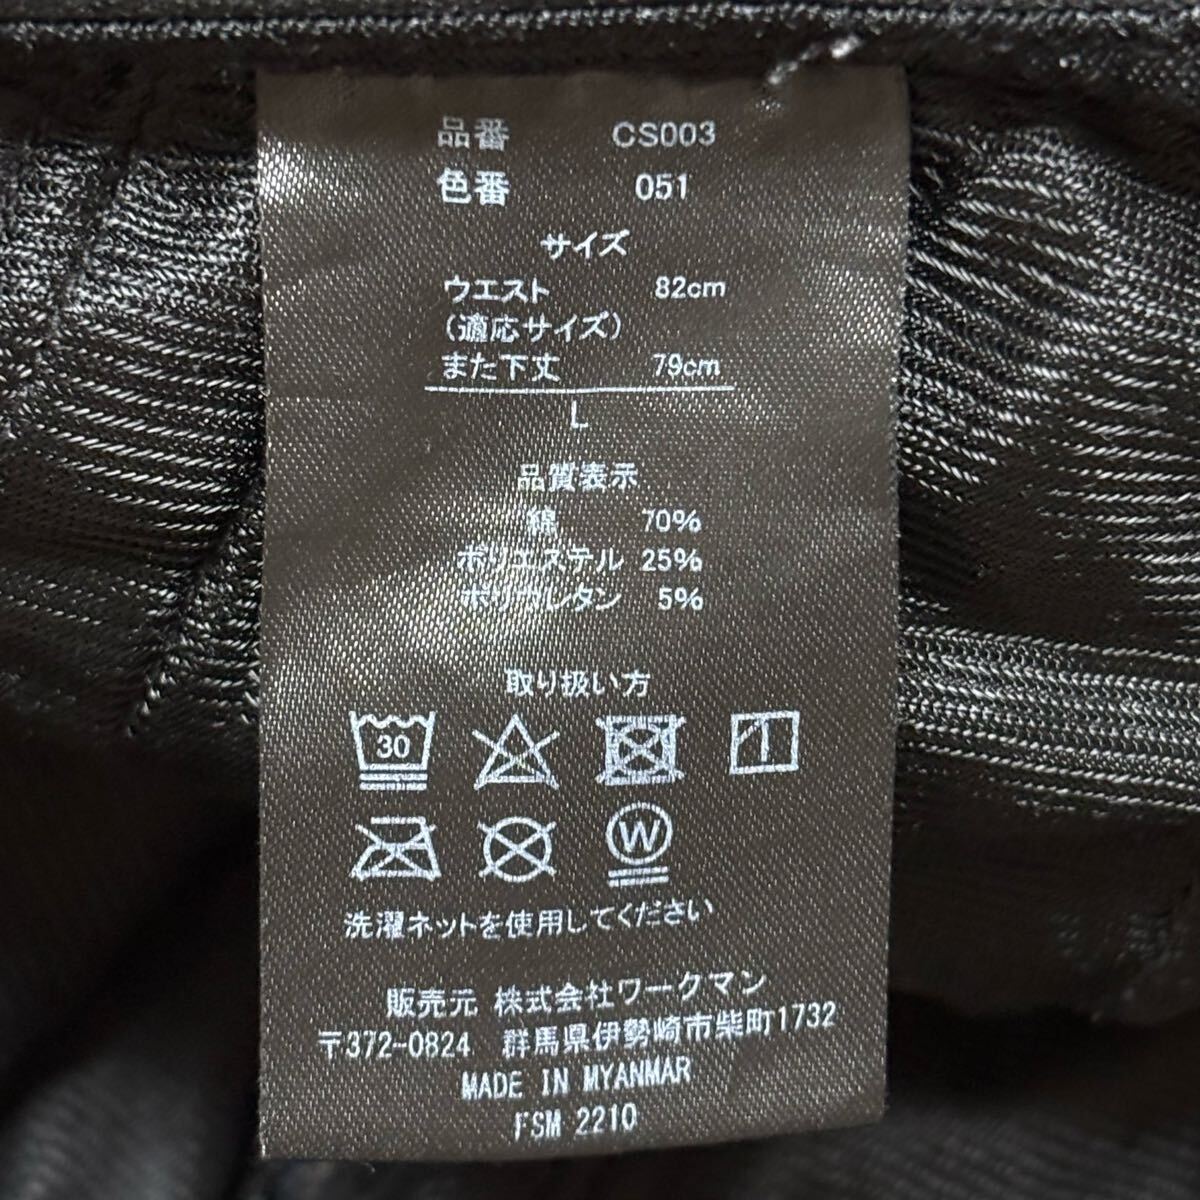 品番 CS003
色番 051
サイズ
ウエスト 82cm
(適応サイズ)
また下丈 79cm
L
品質表示
綿 70%
ポリエステル 25%
ポリウレタン 5%
取り扱い方
30
W
洗濯ネットを使用してください
販売元 株式会社ワークマン
〒372-0824 群馬県伊勢崎市柴町1732
MADE IN MYANMAR
FSM 2210